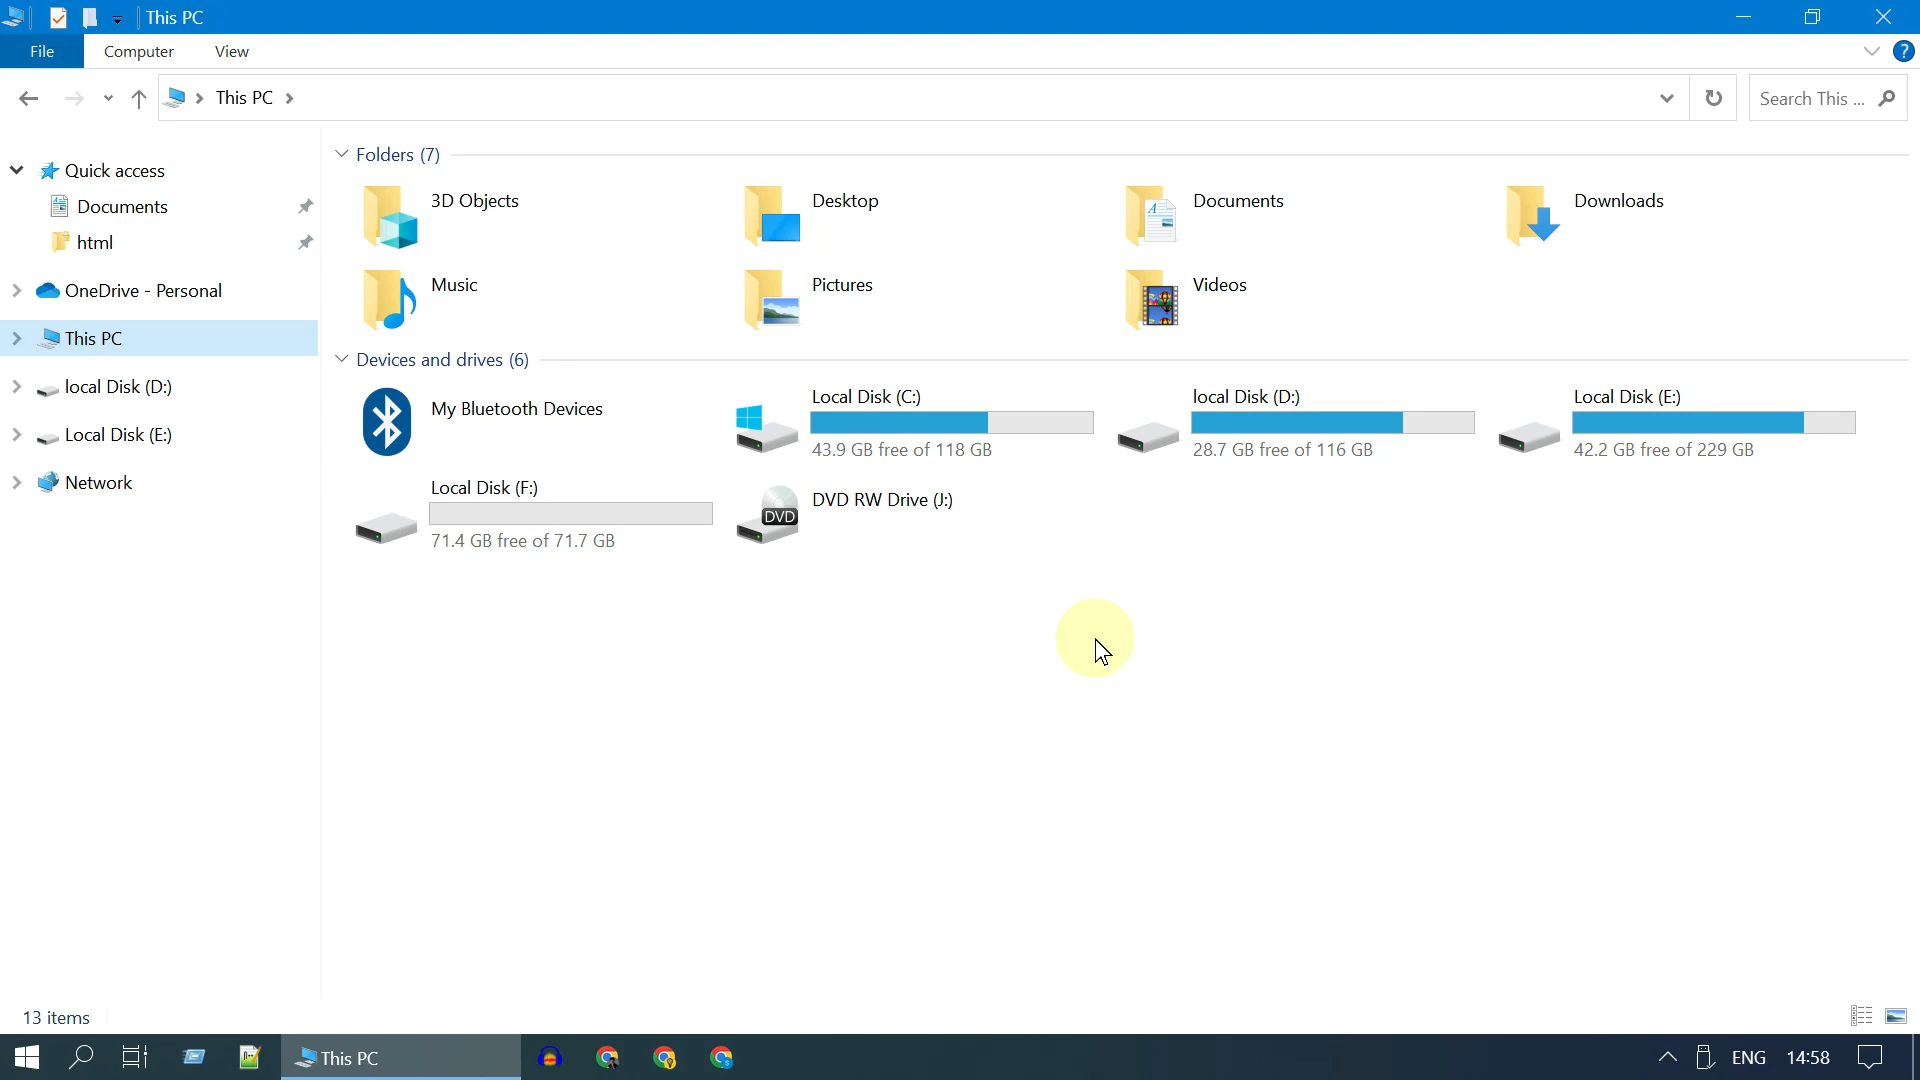 This PC
File Computer View
This PC
Search This ...
Quick access
Documents
html
OneDrive - Personal
This PC
local Disk (D:)
Local Disk (E:)
Network
Folders (7)
3D Objects
Desktop
Documents
Downloads
Music
Pictures
Videos
Devices and drives (6)
My Bluetooth Devices
Local Disk (C:)
43.9 GB free of 118 GB
local Disk (D:)
28.7 GB free of 116 GB
Local Disk (E:)
42.2 GB free of 229 GB
Local Disk (F:)
71.4 GB free of 71.7 GB
DVD
DVD RW Drive (J:)
13 items
This PC
ENG 14:58